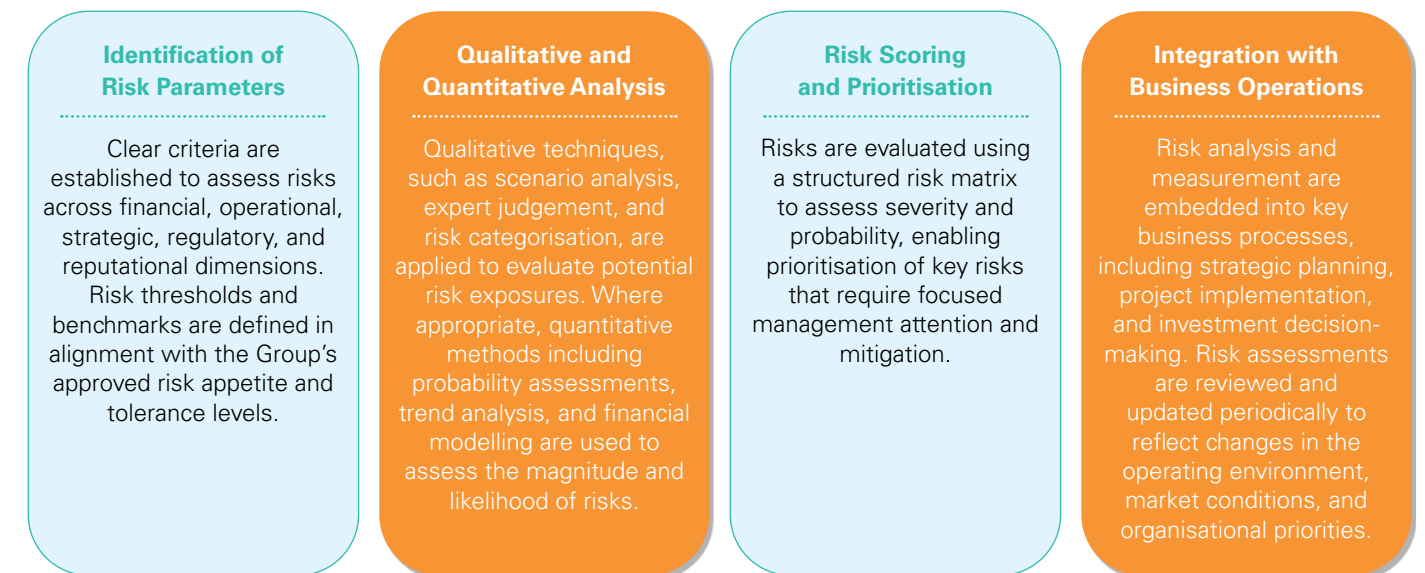 Identification of
Risk Parameters
Clear criteria are
established to assess risks
across financial, operational,
strategic, regulatory, and
reputational dimensions.
Risk thresholds and
benchmarks are defined in
alignment with the Group’s
approved risk appetite and
tolerance levels.
Qualitative and
Quantitative Analysis
Qualitative techniques,
such as scenario analysis,
expert judgement, and
risk categorisation, are
applied to evaluate potential
risk exposures. Where
appropriate, quantitative
methods including
probability assessments,
trend analysis, and financial
modelling are used to
assess the magnitude and
likelihood of risks.
Risk Scoring
and Prioritisation
Risks are evaluated using
a structured risk matrix
to assess severity and
probability, enabling
prioritisation of key risks
that require focused
management attention and
mitigation.
Integration with
Business Operations
Risk analysis and
measurement are
embedded into key
business processes,
including strategic planning,
project implementation,
and investment decision-
making. Risk assessments
are reviewed and
updated periodically to
reflect changes in the
operating environment,
market conditions, and
organisational priorities.